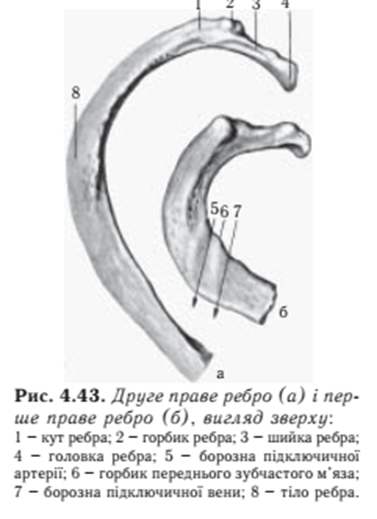 1 2 3 4
8
5 6 7
б
а
Рис. 4.43. Друге праве ребро (а) і пер-
ше праве ребро (б), вигляд зверху:
1 – кут ребра; 2 – горбик ребра; 3 – шийка ребра;
4 – головка ребра; 5 – борозна підключичної
артерії; 6 – горбик переднього зубчастого м’яза;
7 – борозна підключичної вени; 8 – тіло ребра.